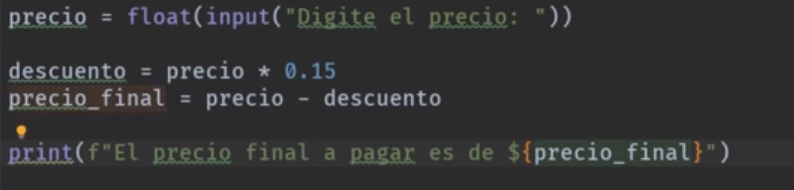 precio = float(input("Digite el precio: "))
descuento = precio * 0.15
precio_final = precio - descuento
print(f"El precio final a pagar es de ${precio_final}")